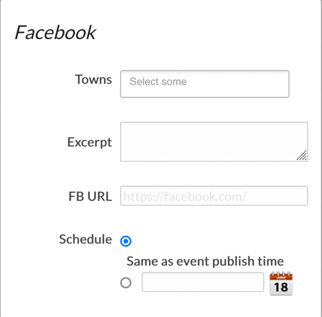 Facebook
Towns
Select some
Excerpt
FB URL
https://facebook.com/
Schedule
Same as event publish time
18